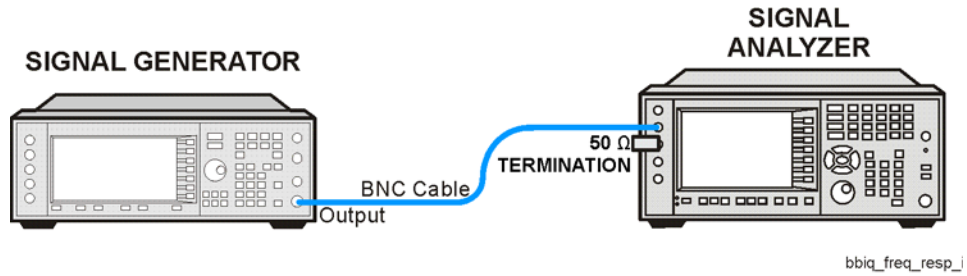 SIGNAL
ANALYZER
SIGNAL GENERATOR
50 Ω
TERMINATION
BNC Cable
Output
bbiq_freq_resp_i